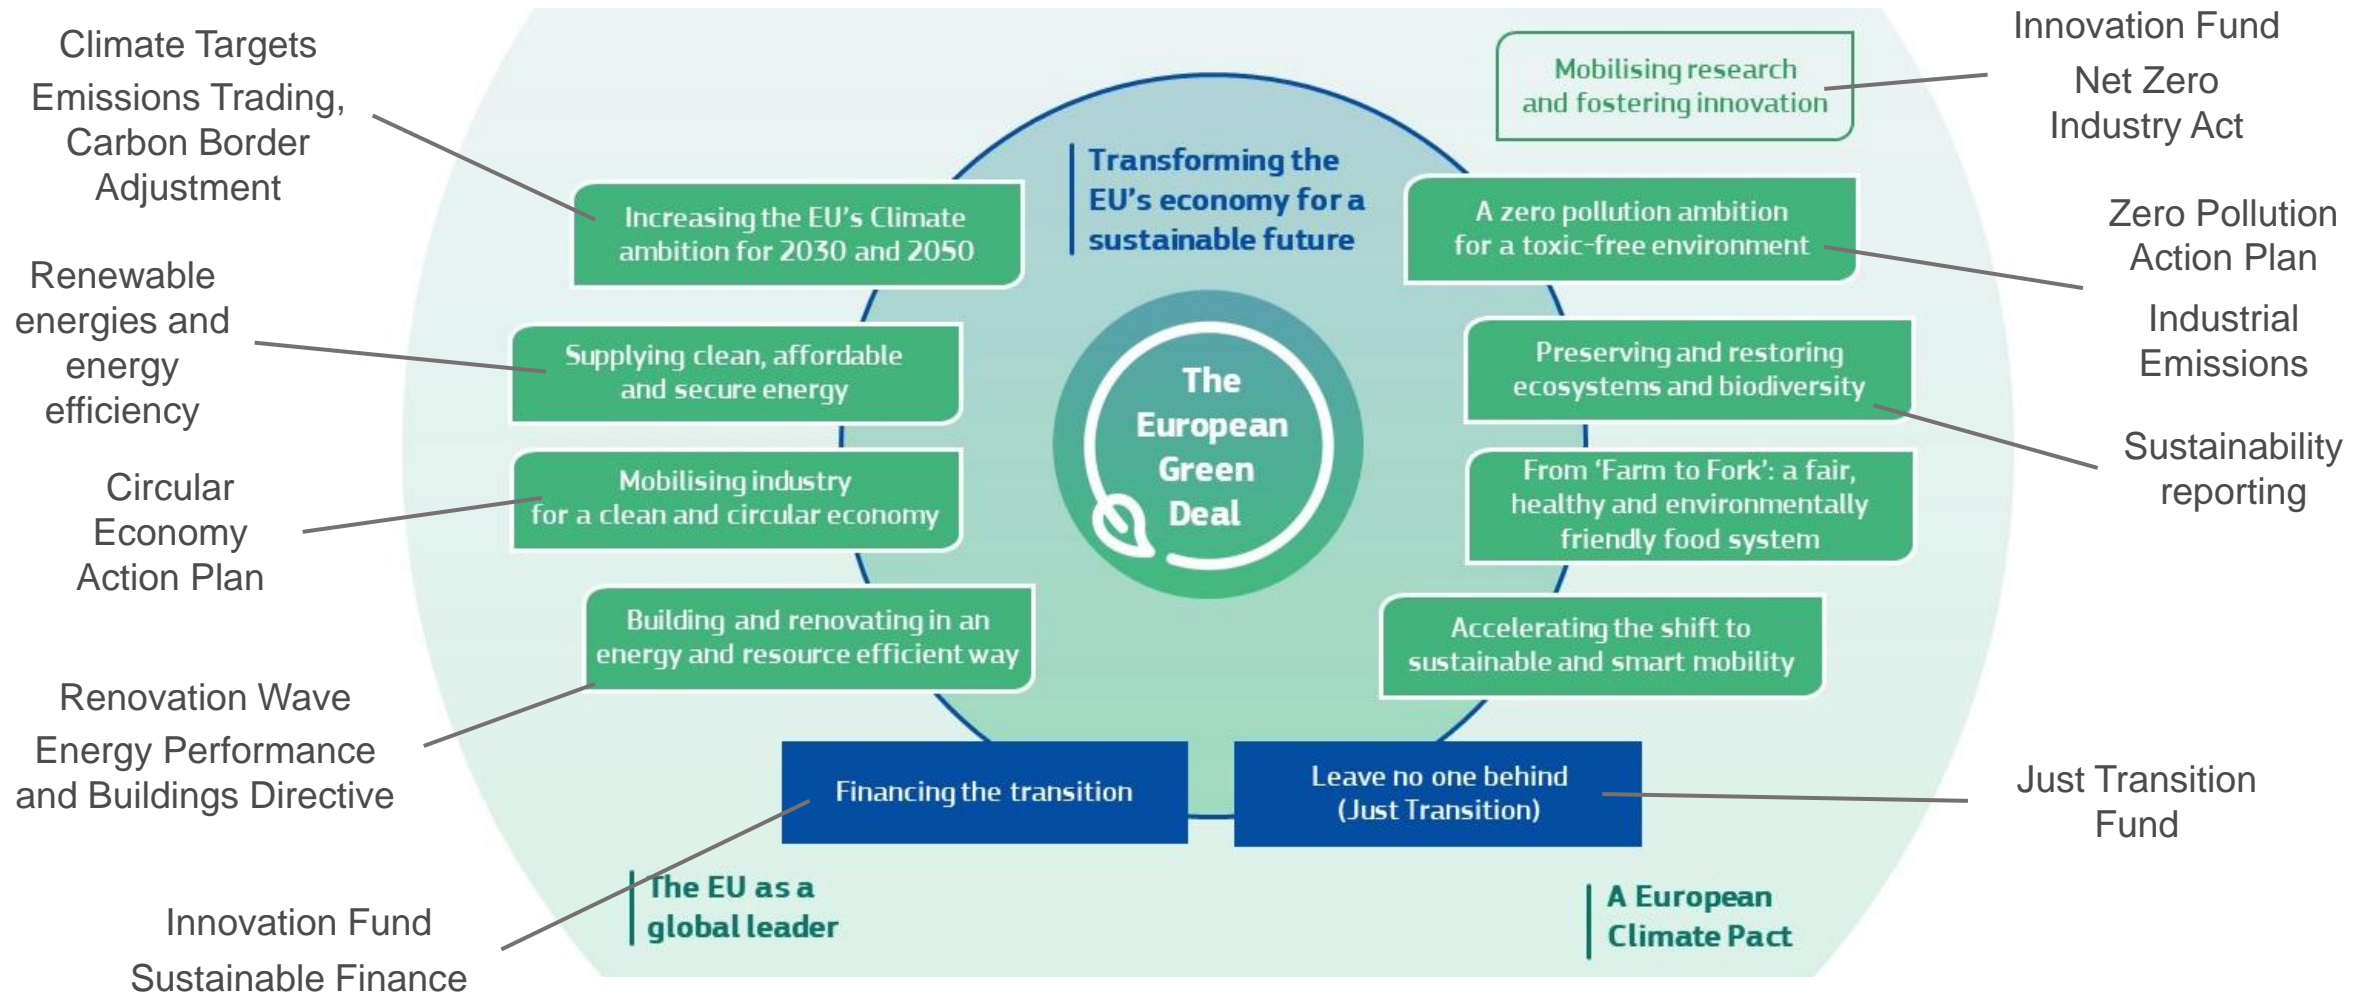 Climate Targets
Emissions Trading,
Carbon Border
Adjustment
Renewable
energies and
energy
efficiency
Circular
Economy
Action Plan
Renovation Wave
Energy Performance
and Buildings Directive
Innovation Fund
Sustainable Finance
Increasing the EU's Climate
ambition for 2030 and 2050
Supplying clean, affordable
and secure energy
Mobilising industry
for a clean and circular economy
Building and renovating in an
energy and resource efficient way
Transforming the
EU's economy for a
sustainable future
The
European
Green
Deal
Financing the transition
Leave no one behind
(Just Transition)
The EU as a
global leader
A European
Climate Pact
Mobilising research
and fostering innovation
A zero pollution ambition
for a toxic-free environment
Preserving and restoring
ecosystems and biodiversity
From ‘Farm to Fork’: a fair,
healthy and environmentally
friendly food system
Accelerating the shift to
sustainable and smart mobility
Innovation Fund
Net Zero
Industry Act
Zero Pollution
Action Plan
Industrial
Emissions
Sustainability
reporting
Just Transition
Fund